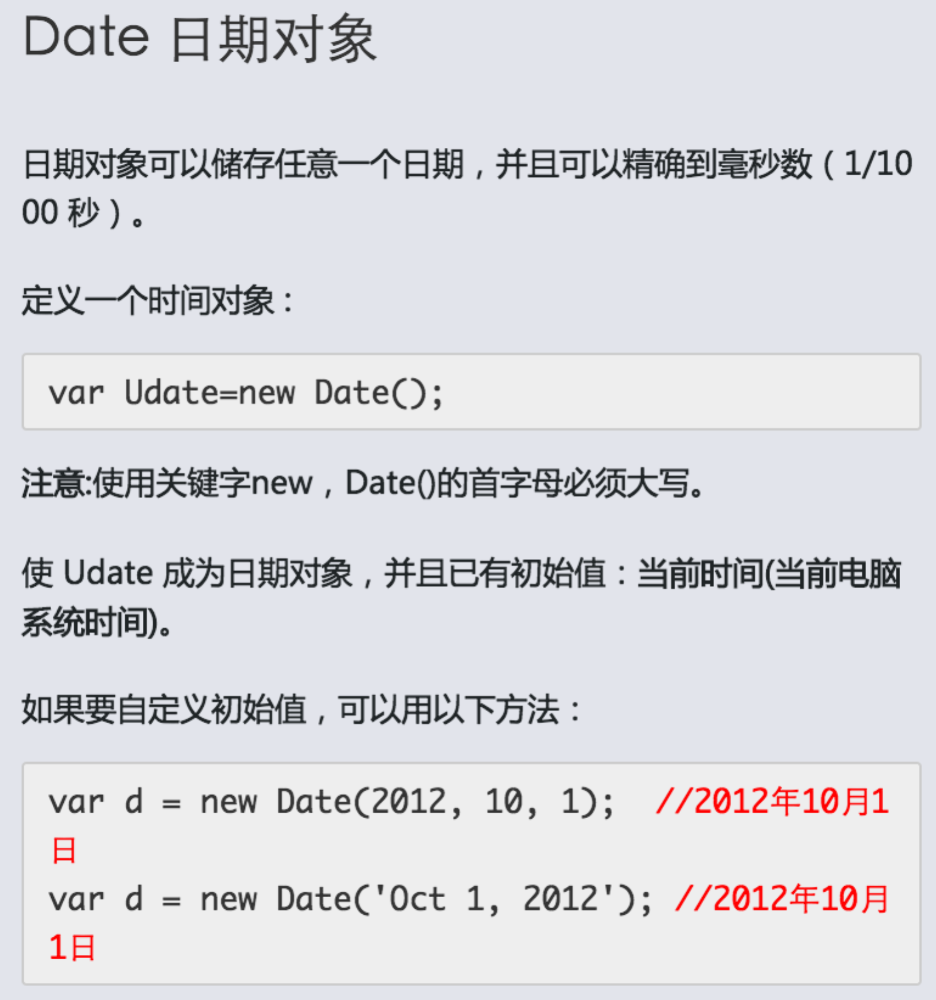 Date 日期对象
日期对象可以储存任意一个日期，并且可以精确到毫秒数（1/10
00 秒）。
定义一个时间对象：
var Udate=new Date();
注意:使用关键字new，Date()的首字母必须大写。
使 Udate 成为日期对象，并且已有初始值：当前时间(当前电脑
系统时间)。
如果要自定义初始值，可以用以下方法：
var d = new Date(2012, 10, 1);  //2012年10月1
日
var d = new Date('Oct 1, 2012'); //2012年10月
1日